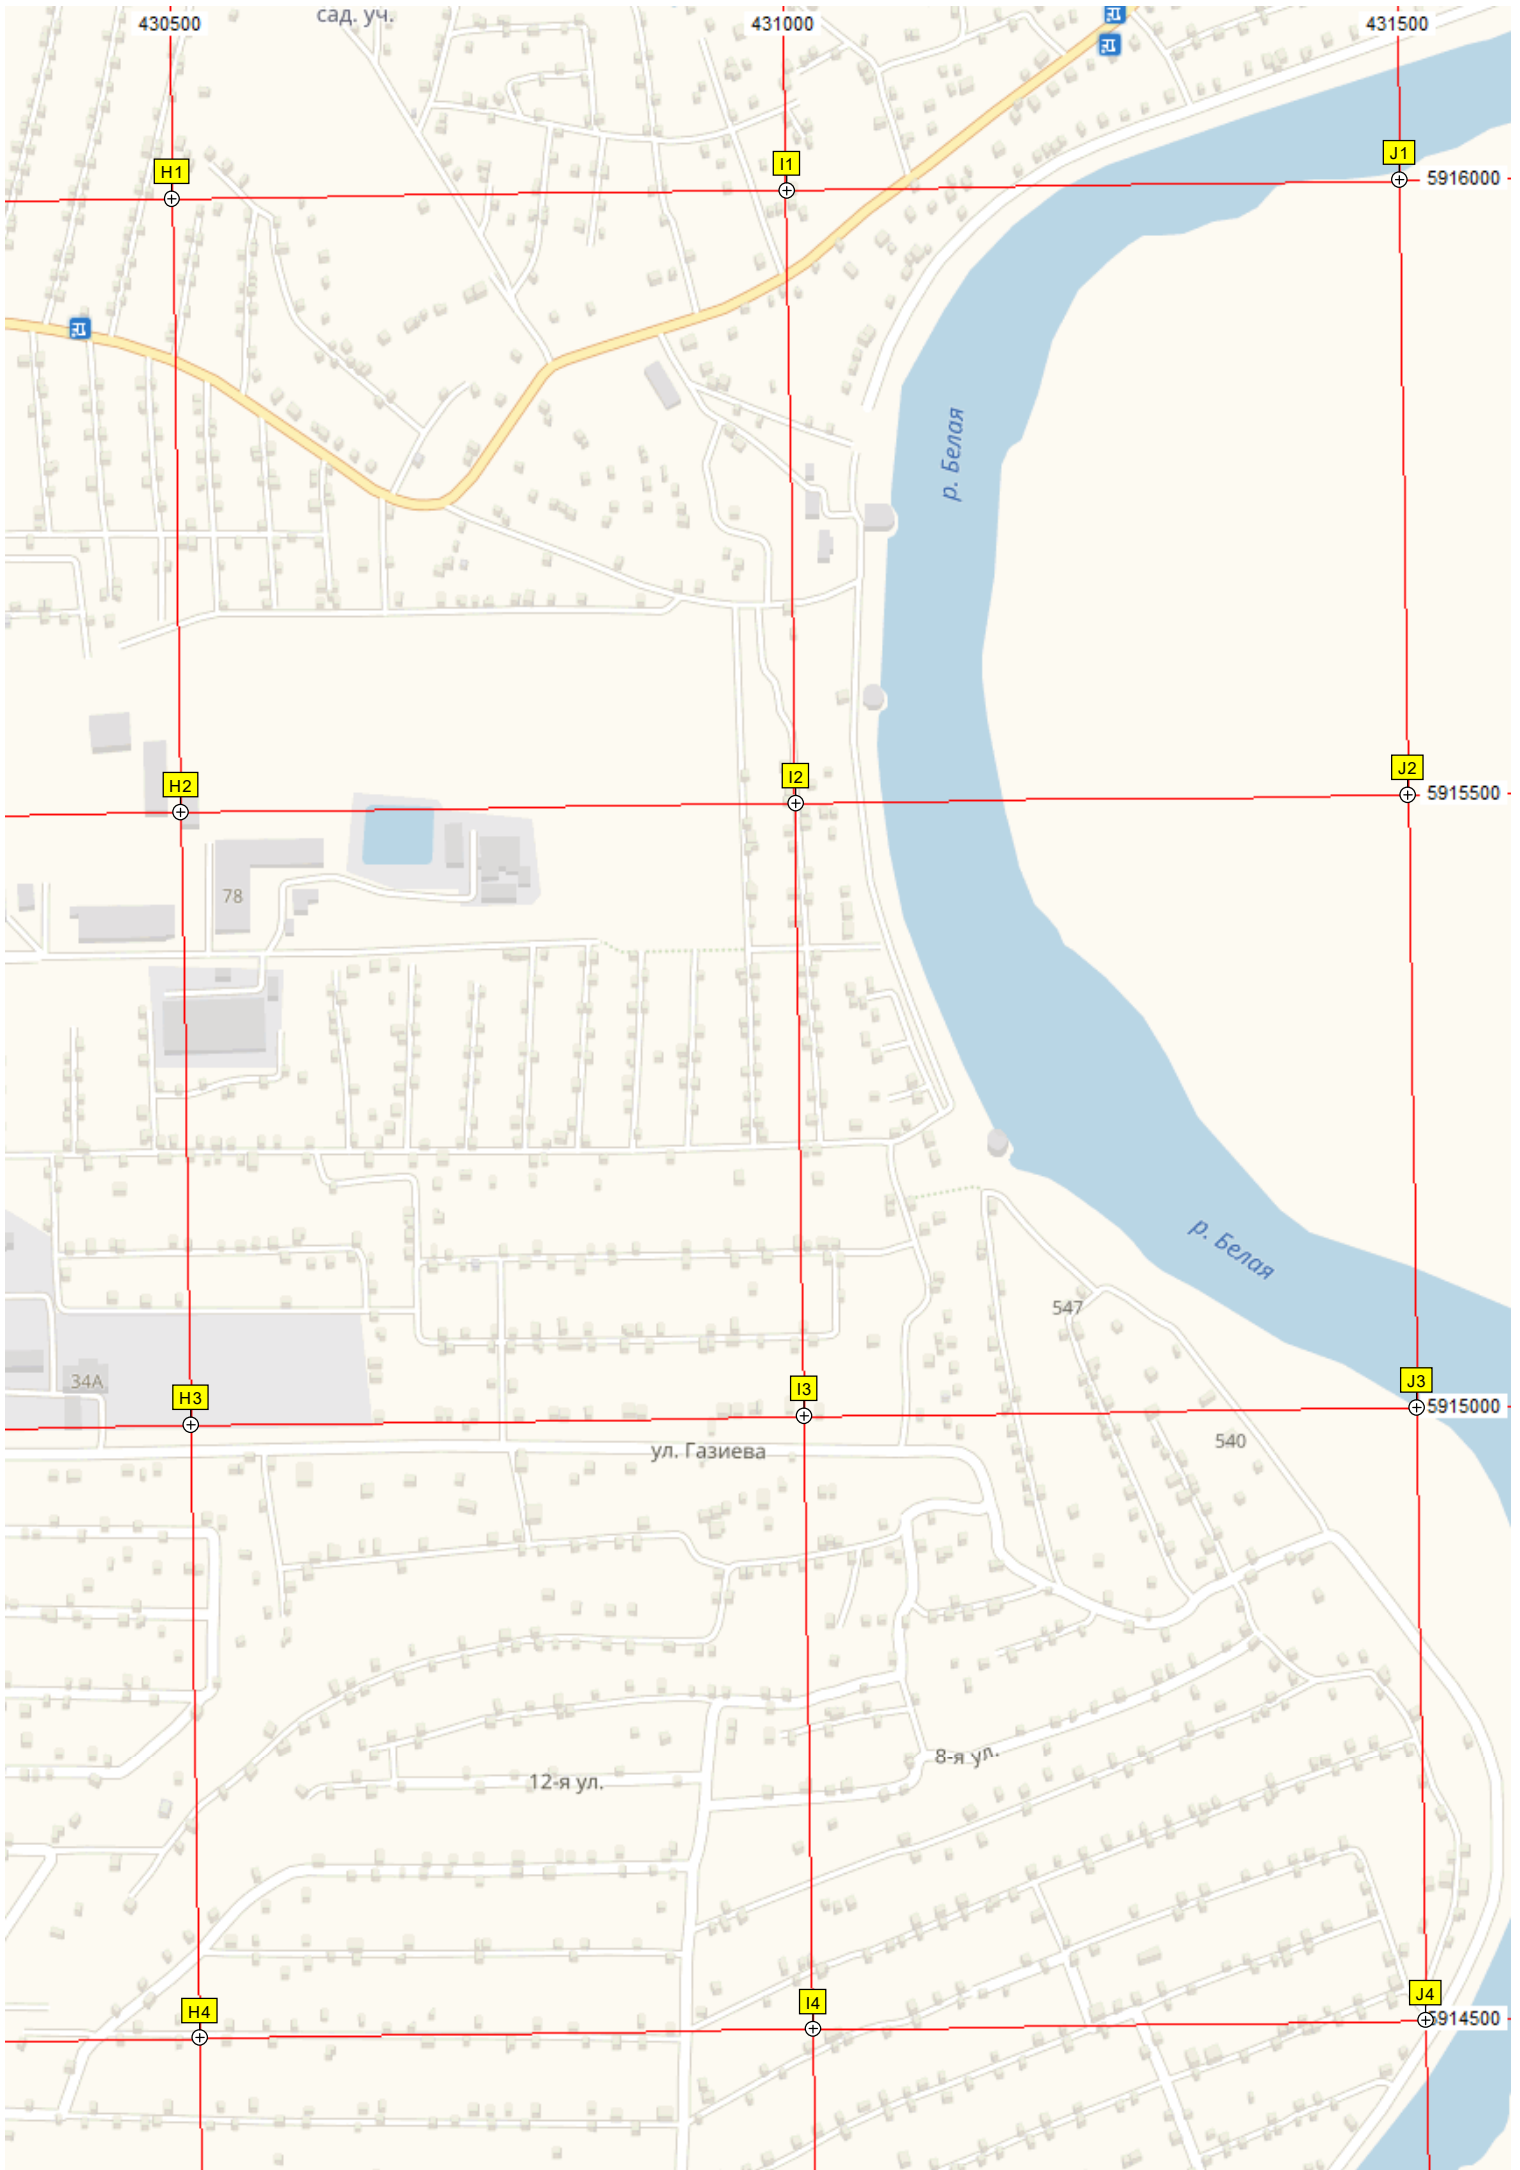 сад. уч.
430500
431000
431500
H1
I1
J1
5916000
р. Белая
H2
I2
J2
5915500
78
р. Белая
547
34А
H3
I3
J3
5915000
540
ул. Газиева
8-я ул.
12-я ул.
H4
I4
J4
5914500